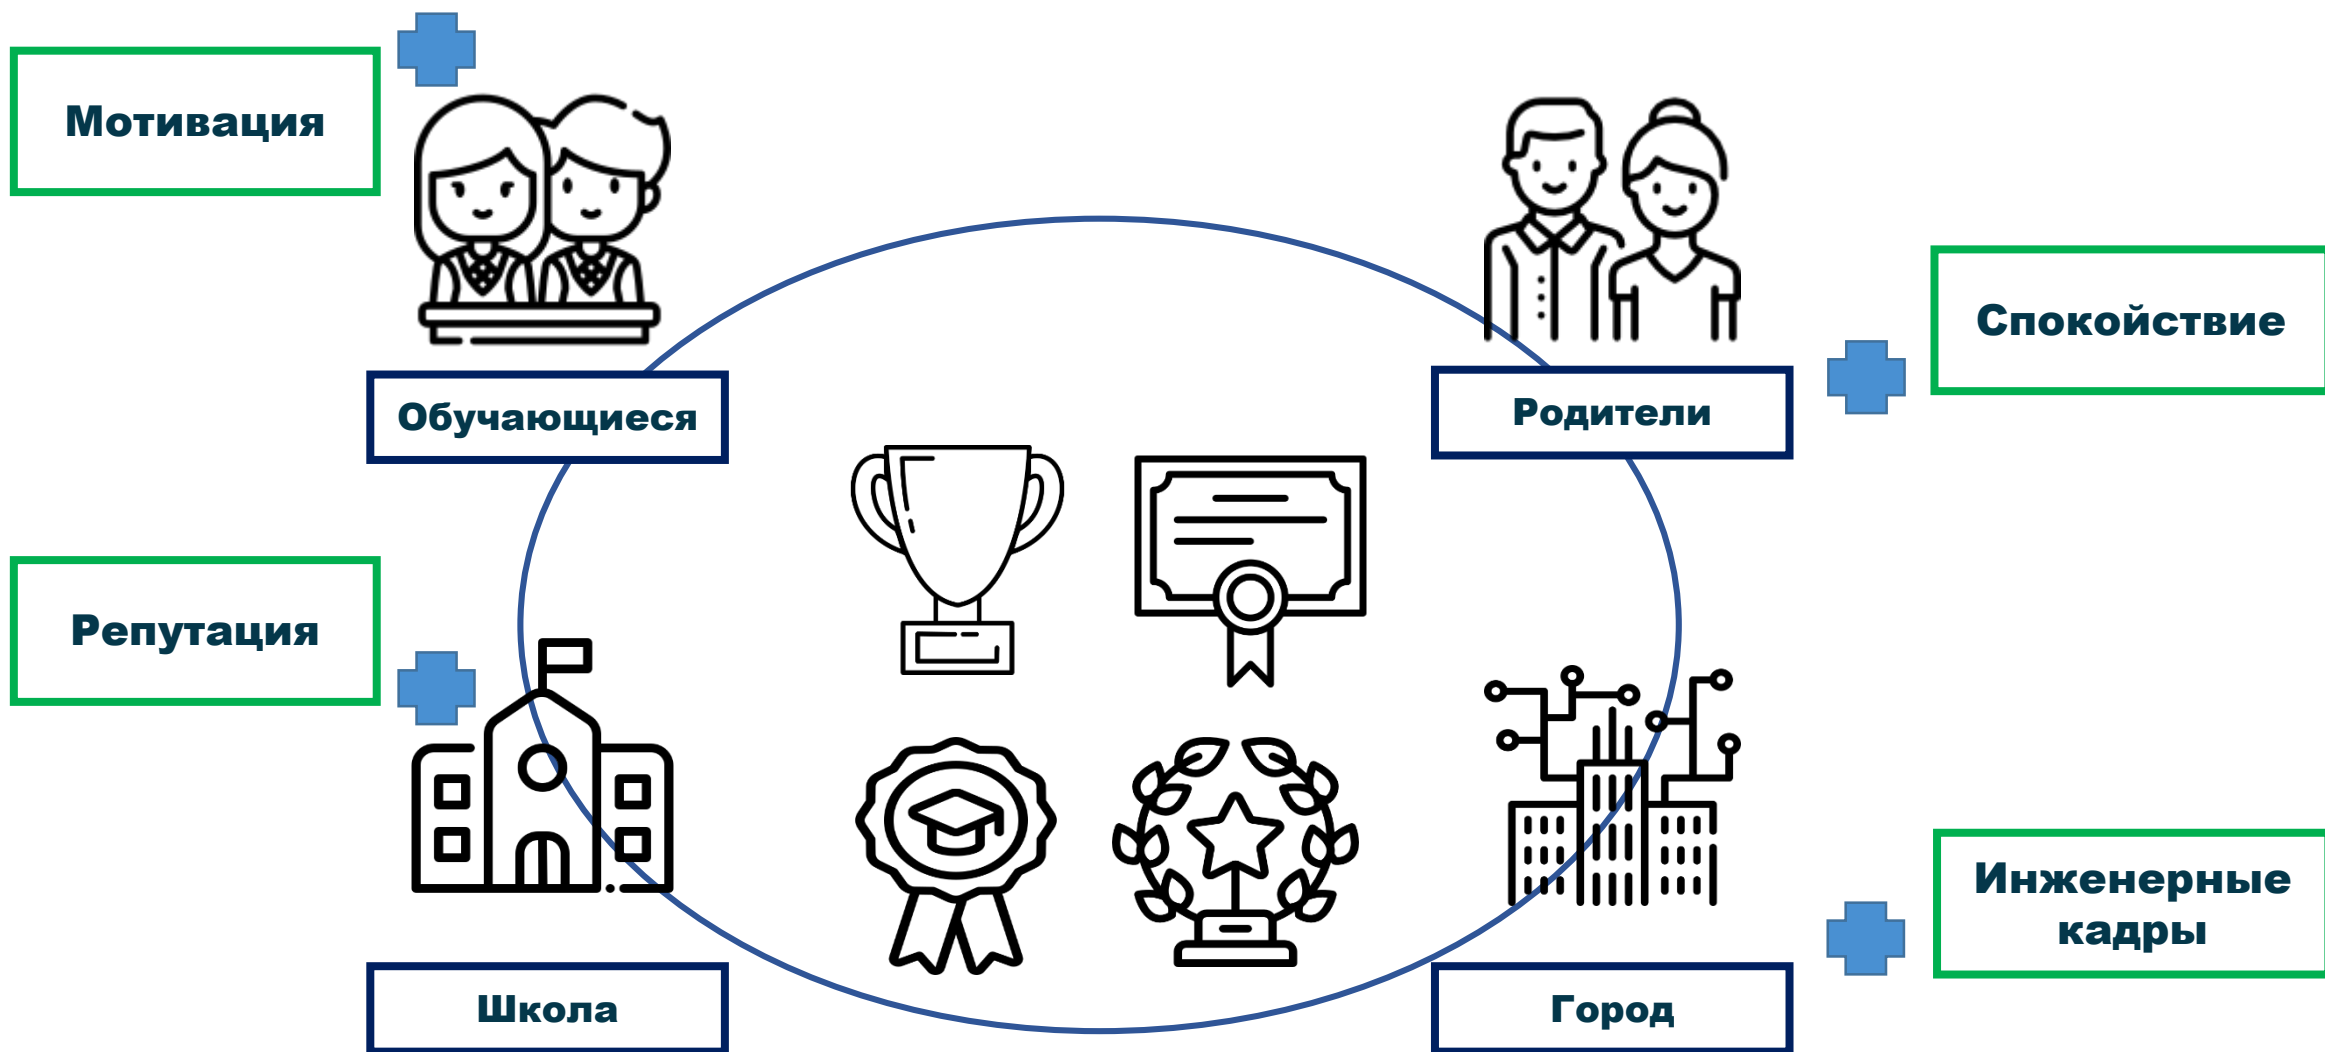 Мотивация
Спокойствие
Обучающиеся
Родители
Репутация
Инженерные
кадры
Школа
Город